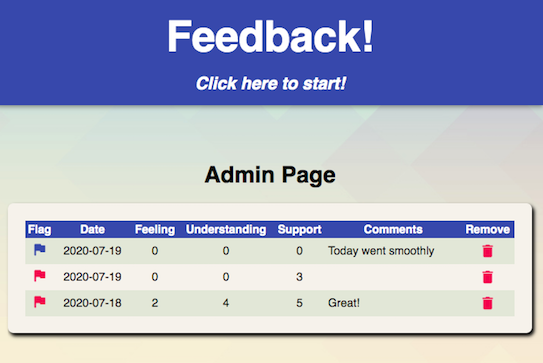 Feedback!
Click here to start!
Admin Page
Flag Date Feeling Understanding Support Comments Remove
2020-07-19 0 0 0 Today went smoothly
2020-07-19 0 0 3
2020-07-18 2 4 5 Great!